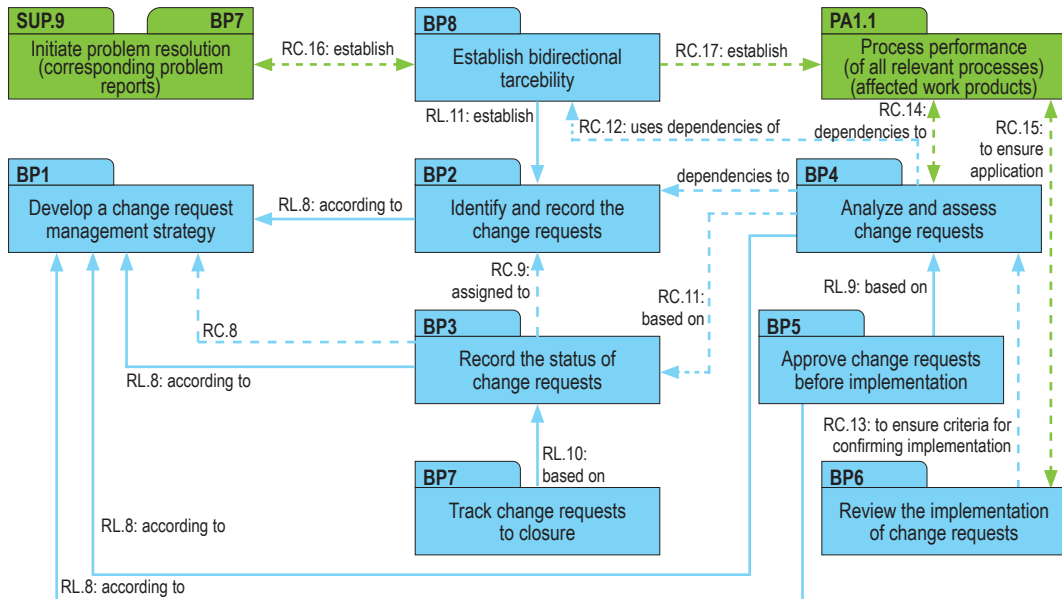 SUP.9 BP7
Initiate problem resolution
(corresponding problem
reports)
RC.16: establish
BP8
Establish bidirectional
tarcebility
RC.17: establish
PA1.1
Process performance
(of all relevant processes)
(affected work products)
RL.11: establish
RC.12: uses dependencies of
RC.14:
dependencies to
RC.15:
to ensure
application
BP1
Develop a change request
management strategy
RL.8: according to
BP2
Identify and record the
change requests
dependencies to
BP4
Analyze and assess
change requests
RC.9:
assigned to
RC.11:
based on
RL.9: based on
RC.8
BP3
Record the status of
change requests
RL.8: according to
BP5
Approve change requests
before implementation
RC.13: to ensure criteria for
confirming implementation
RL.10:
based on
BP7
Track change requests
to closure
BP6
Review the implementation
of change requests
RL.8: according to
RL.8: according to